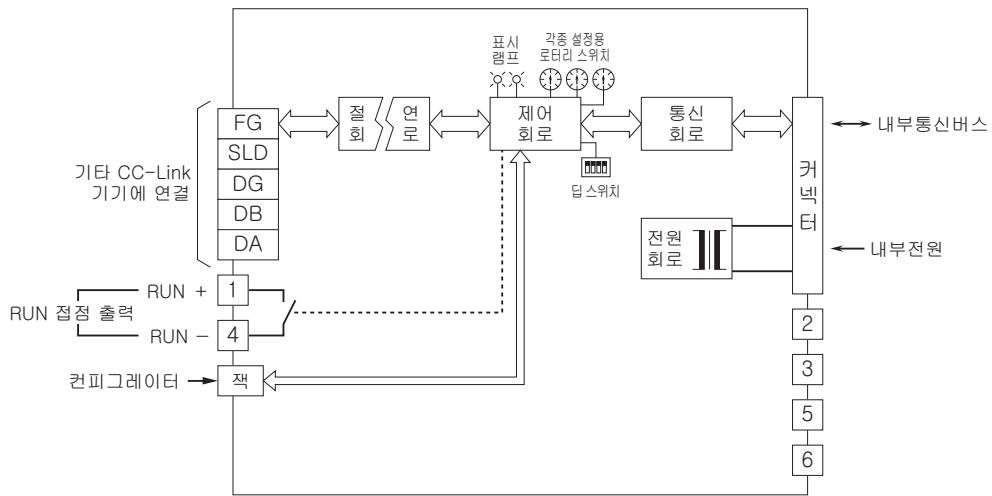 표시
램프
각종 설정용
로터리 스위치
기타 CC-Link
기기에 연결
FG
SLD
DG
DB
DA
절 연
회 로
제어
회로
통신
회로
딥 스위치
전원
회로
커넥터
내부통신버스
내부전원
RUN 접점 출력
RUN +
1
RUN −
4
컨피그레이터
잭
2
3
5
6